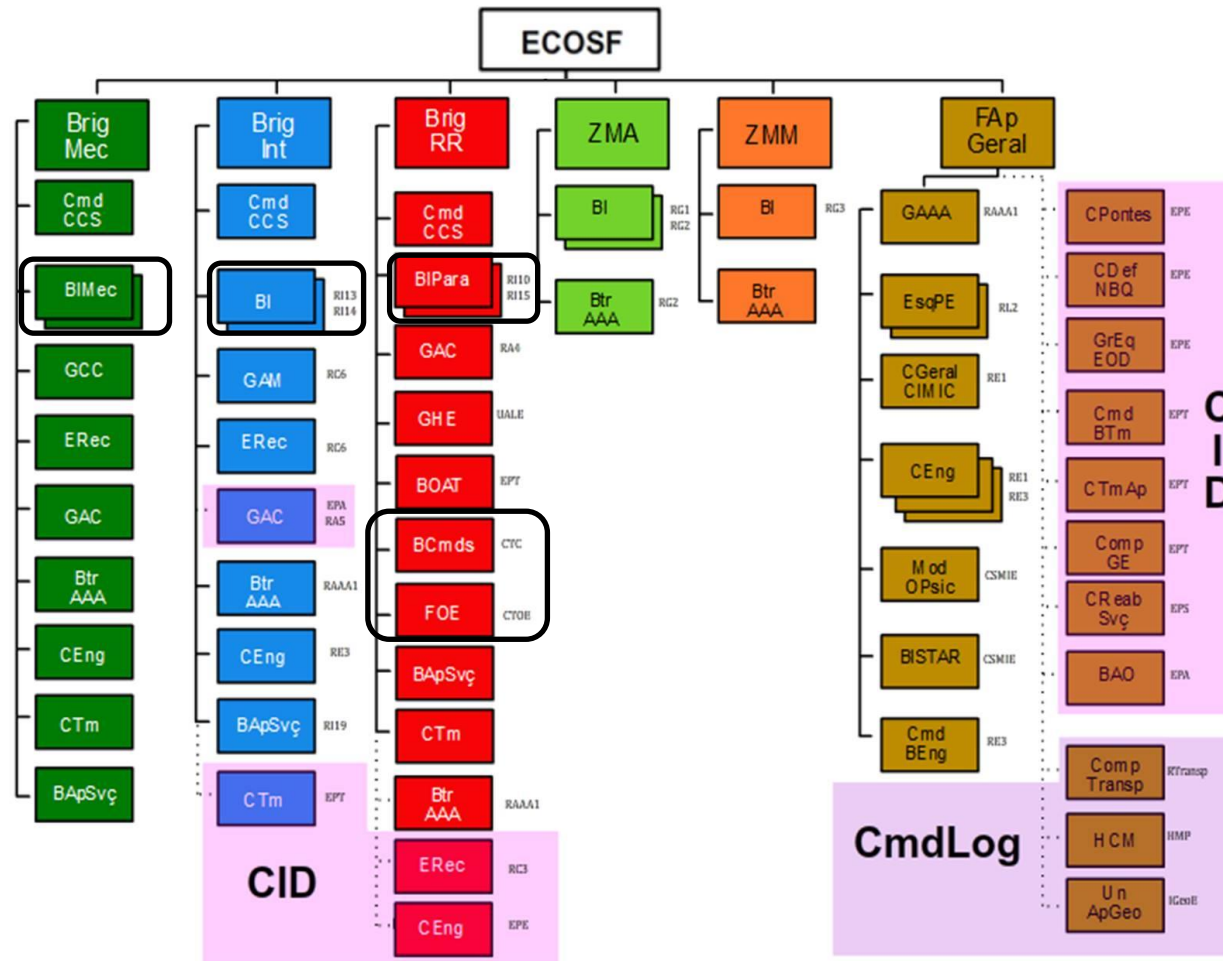 ECOSF
Brig
Mec
Cmd
CCS
BIMec
GCC
ERec
GAC
Btr
AAA
CEng
CTm
BApSvç
Brig
Int
Cmd
CCS
BI
RI13
RI14
GAM
RC6
ERec
RC6
GAC
EPA
RA5
Btr
AAA
RAAA1
CEng
RE3
BApSvç
RI19
CTm
EPT
CID
Brig
RR
Cmd
CCS
BIPara
RI10
RI15
GAC
RA4
GHE
UALE
BOAT
EPT
BCmds
CTC
FOE
CTOE
BApSvç
CTm
Btr
AAA
RAAA1
ERec
RC3
CEng
EPE
ZMA
BI
RG1
RG2
Btr
AAA
RG2
ZMM
BI
RG3
Btr
AAA
FAp
Geral
GAAA
RAAA1
EsqPE
RL2
CGeral
CIMIC
RE1
CEng
RE1
RE3
Mod
OPsic
CSMIE
BISTAR
CSMIE
Cmd
BEng
RE3
CPontes
EPE
CDef
NBQ
EPE
GrEq
EOD
EPE
Cmd
BTm
EPT
CTmAp
EPT
Comp
GE
EPT
CReab
Svç
EPS
BAO
EPA
C
I
D
CmdLog
Comp
Transp
RTransp
HCM
HMP
Un
ApGeo
IGeoE